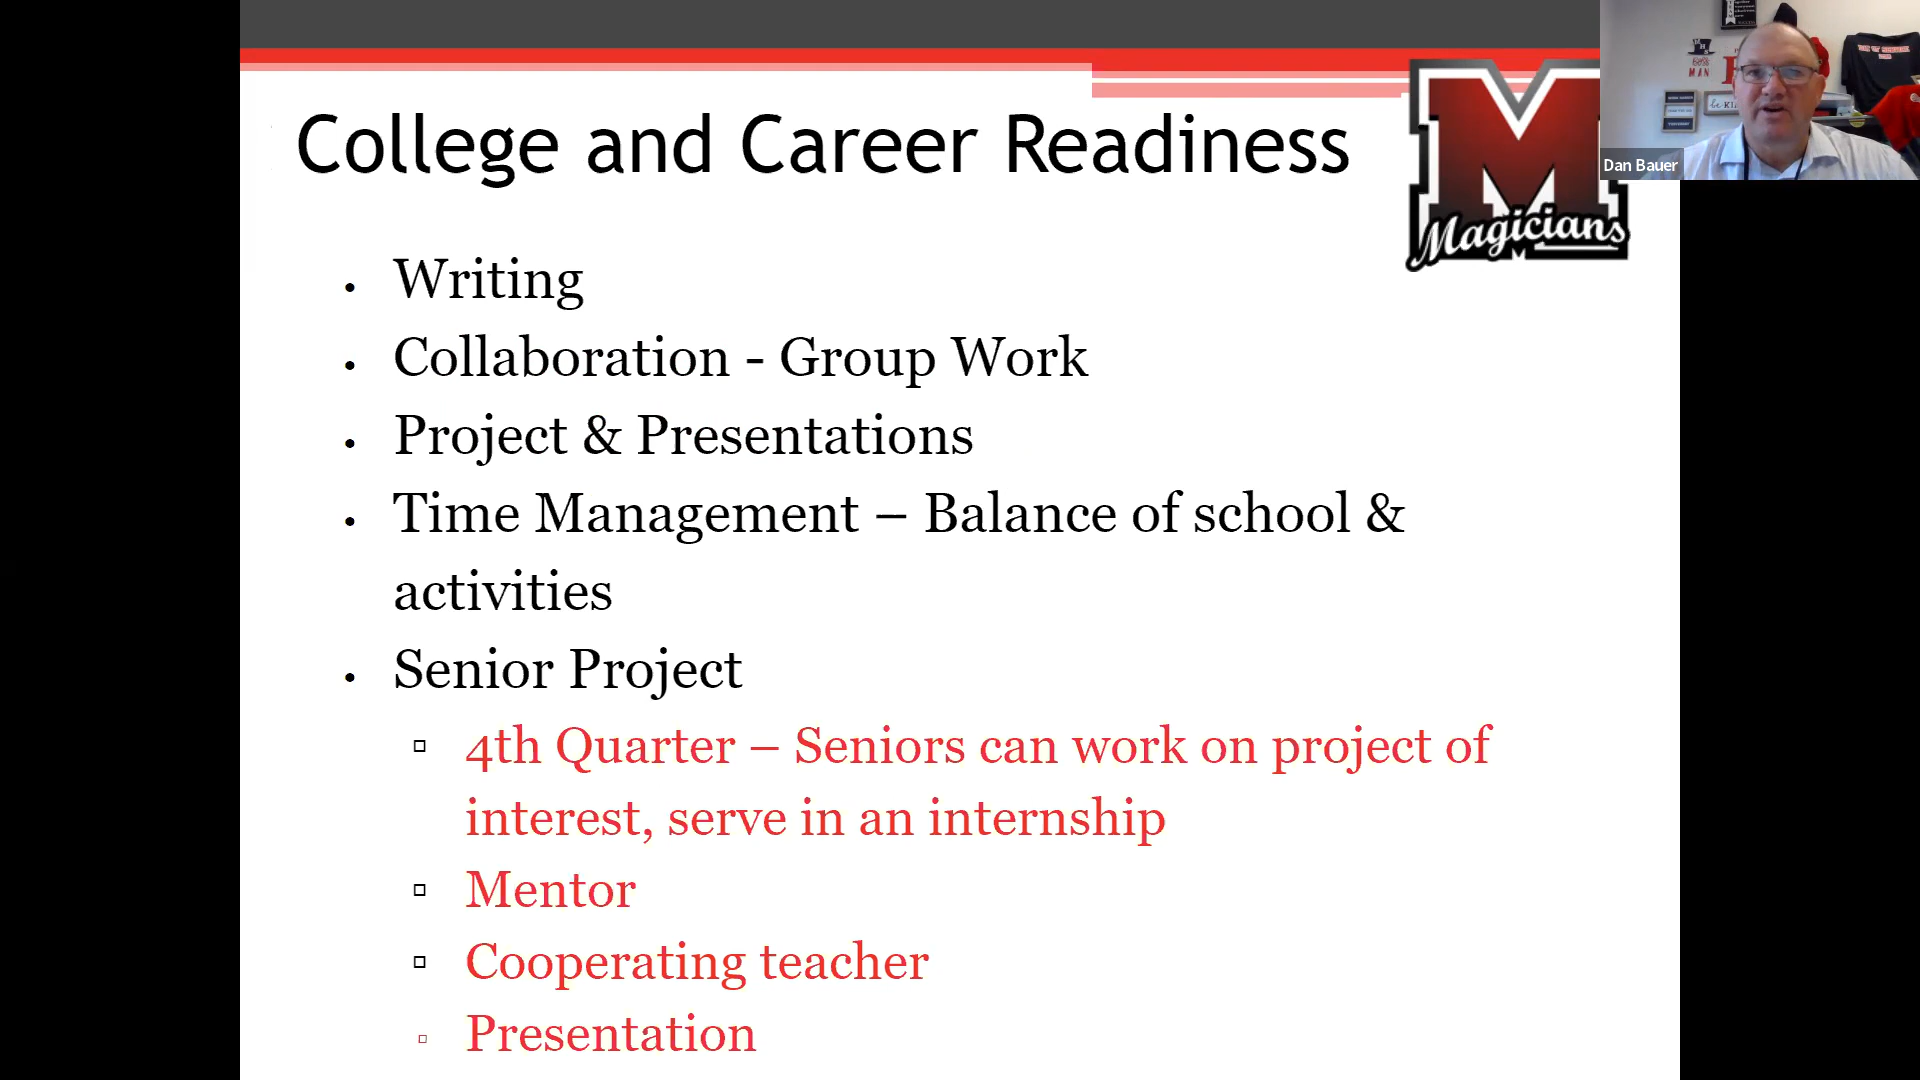 College and Career Readiness
M
Magicians
Dan Bauer
MAN
• Writing
• Collaboration - Group Work
• Project & Presentations
• Time Management – Balance of school &
activities
• Senior Project
▫ 4th Quarter – Seniors can work on project of
interest, serve in an internship
▫ Mentor
▫ Cooperating teacher
▫ Presentation